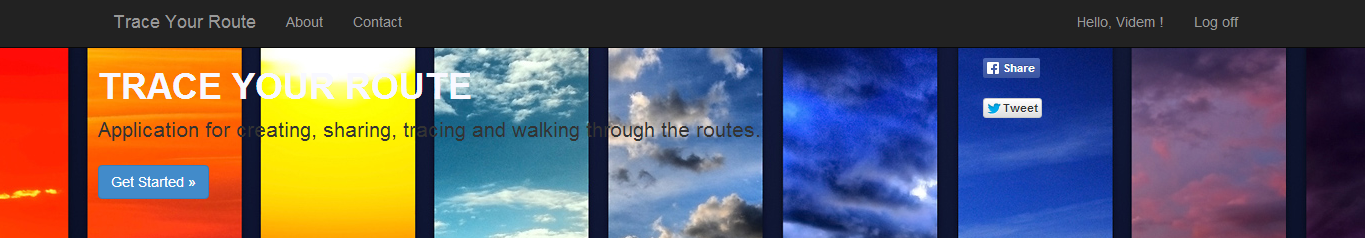 Trace Your Route About Contact Hello, Videm ! Log off
TRACE YOUR ROUTE
Share
Tweet
Application for creating, sharing, tracing and walking through the routes.
Get Started »